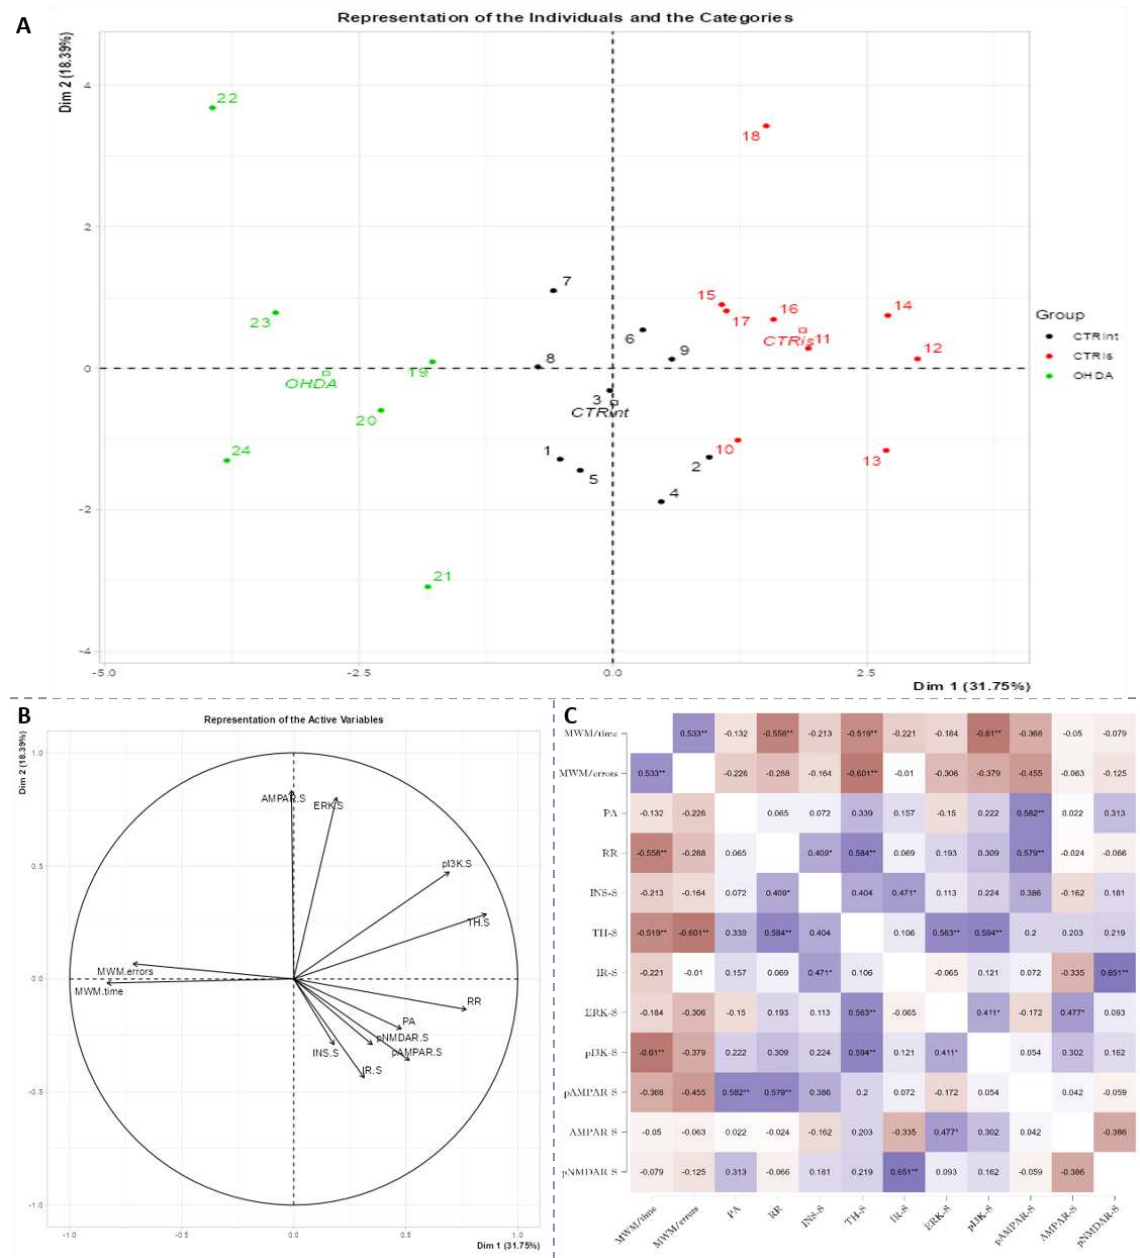 A
Representation of the Individuals and the Categories
Dim 2 (18.39%)
4
2
0
-2
-4
-5.0 -2.5 0.0 2.5
Dim 1 (31.75%)
22
18
7
15
17
16
14
6
23
CTRis
11
12
9
8
19
OHDA
3
CTRint
20
24
1
5
2
10
13
4
21
Group
CTRint
CTRis
OHDA
B
Representation of the Active Variables
Dim 2 (18.39%)
1.0
0.5
0.0
-0.5
-1.0
-1.0 -0.5 0.0 0.5 1.0
Dim 1 (31.75%)
AMPAR.S
ERK.S
pI3K.S
TH.S
MWM.errors
MWM.time
RR
PA
pNMDAR.S
INS.S
pAMPAR.S
IR.S
C
MWM/time 0.533** -0.132 -0.558** -0.213 -0.519** -0.221 -0.184 -0.61** -0.368 -0.05 -0.079
MWM/errors 0.533** -0.226 -0.288 -0.164 -0.601** -0.01 -0.306 -0.379 -0.455 -0.063 -0.125
PA -0.132 -0.226 0.065 0.072 0.339 0.157 -0.15 0.222 0.582** 0.022 0.313
RR -0.558** -0.288 0.065 0.409* 0.584** 0.069 0.193 0.309 0.579** -0.024 -0.066
INS-S -0.213 -0.164 0.072 0.409* 0.404 0.471* 0.113 0.224 0.386 -0.162 0.181
TH-S -0.519** -0.601** 0.339 0.584** 0.404 0.106 0.563** 0.594** 0.2 0.203 0.219
IR-S -0.221 -0.01 0.157 0.069 0.471* 0.106 -0.065 0.121 0.072 -0.335 0.651**
ERK-S -0.184 -0.306 -0.15 0.193 0.113 0.563** -0.065 0.411* -0.172 0.477* 0.093
pI3K-S -0.61** -0.379 0.222 0.309 0.224 0.594** 0.121 0.411* 0.054 0.302 0.162
pAMPAR-S -0.368 -0.455 0.582** 0.579** 0.386 0.2 0.072 -0.172 0.054 0.042 -0.059
AMPAR-S -0.05 -0.063 0.022 -0.024 -0.162 0.203 -0.335 0.477* 0.302 0.042 -0.386
pNMDAR-S -0.079 -0.125 0.313 -0.066 0.181 0.219 0.651** 0.093 0.162 -0.059 -0.386
MWM/time MWM/errors PA RR INS-S TH-S IR-S ERK-S pI3K-S pAMPAR-S AMPAR-S pNMDAR-S